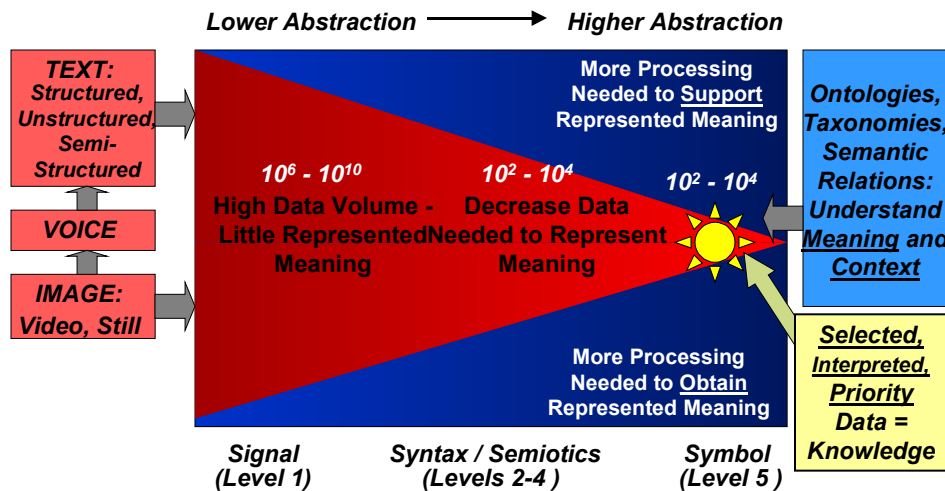 Lower Abstraction
Higher Abstraction
TEXT:
Structured,
Unstructured,
Semi-
Structured
VOICE
IMAGE:
Video, Still
More Processing
Needed to Support
Represented Meaning
10⁶ - 10¹⁰
High Data Volume -
Little Represented
Meaning
10² - 10⁴
Decrease Data
Needed to Represent
Meaning
10² - 10⁴
More Processing
Needed to Obtain
Represented Meaning
Ontologies,
Taxonomies,
Semantic
Relations:
Understand
Meaning and
Context
Selected,
Interpreted,
Priority
Data =
Knowledge
Signal
(Level 1)
Syntax / Semiotics
(Levels 2-4 )
Symbol
(Level 5 )